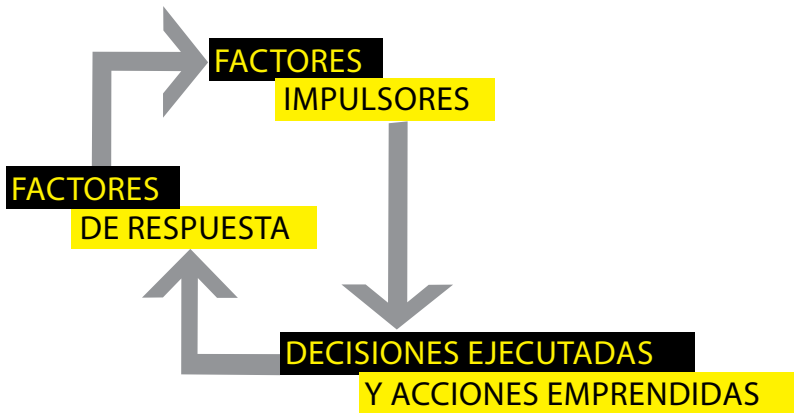 FACTORES
IMPULSORES
FACTORES
DE RESPUESTA
DECISIONES EJECUTADAS
Y ACCIONES EMPRENDIDAS